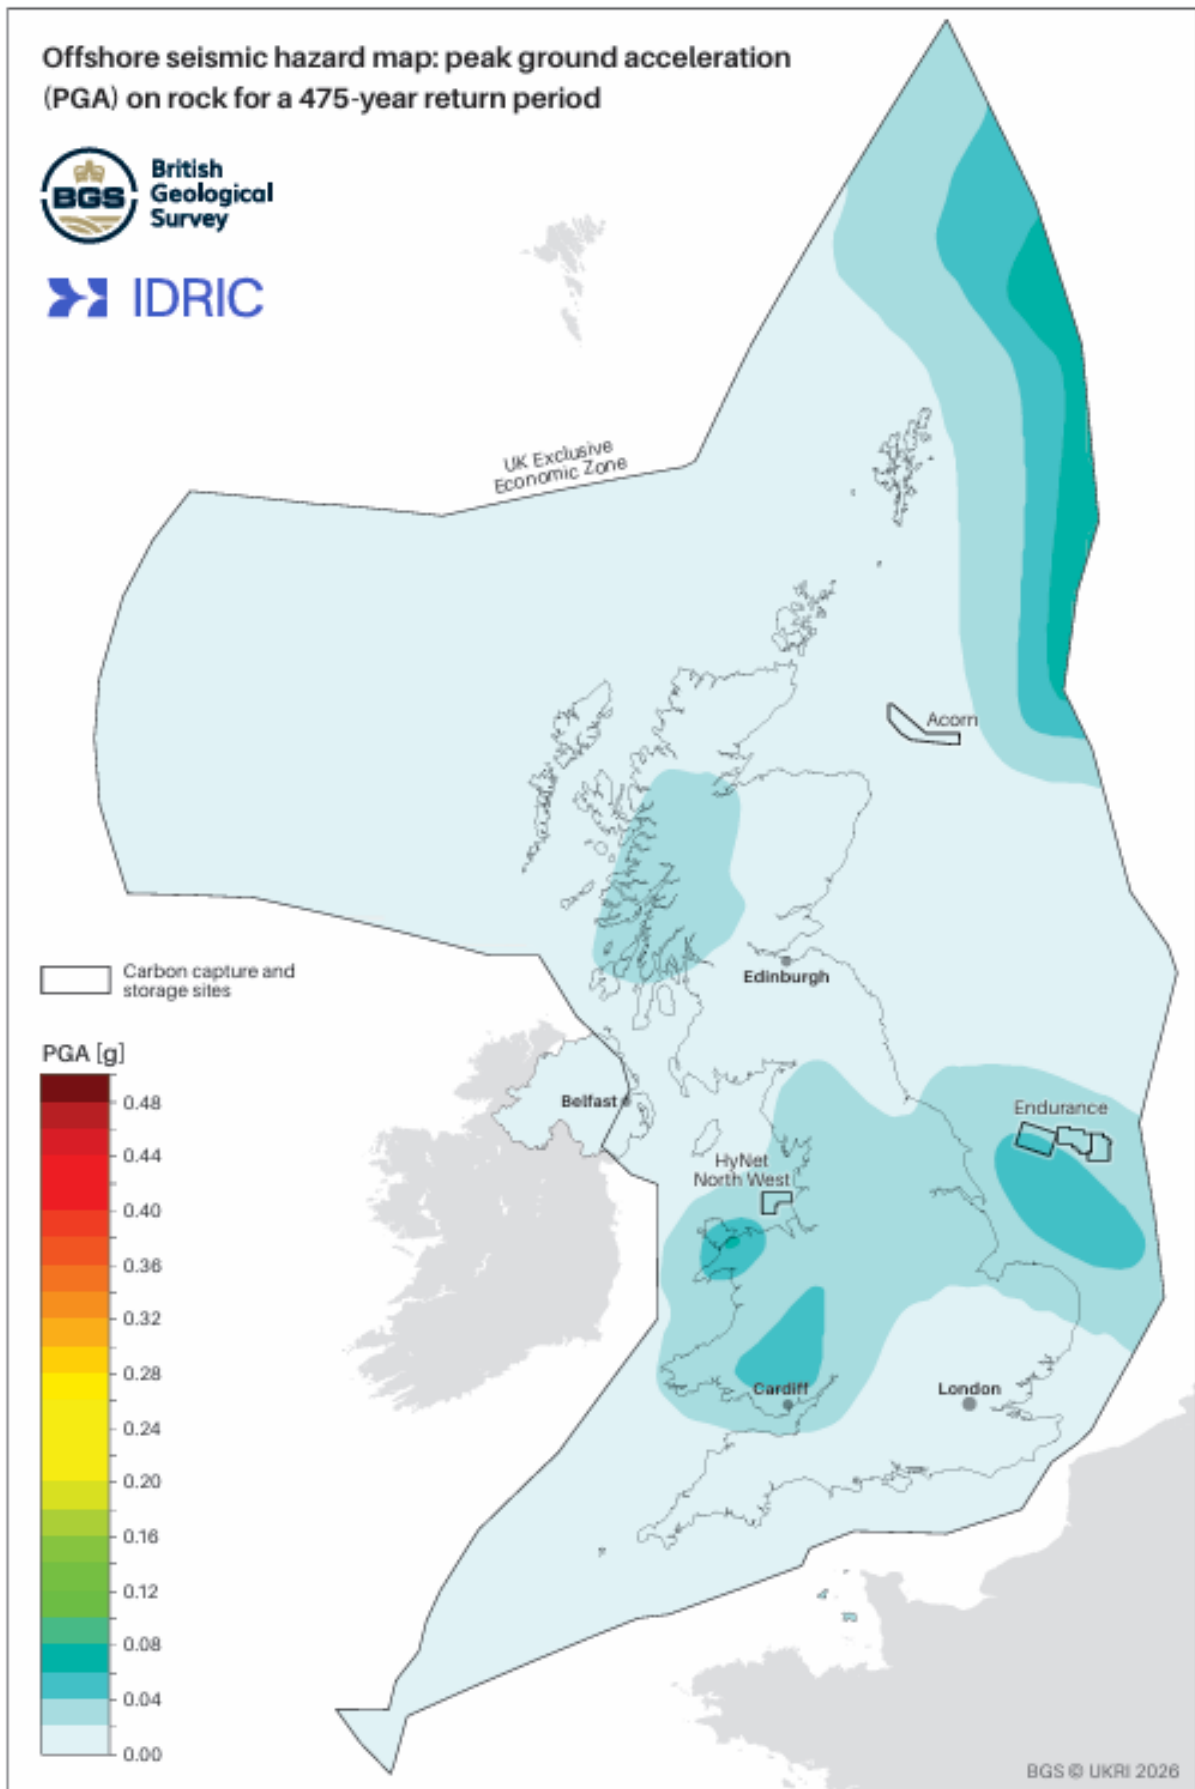 Offshore seismic hazard map: peak ground acceleration
(PGA) on rock for a 475-year return period
BGS
British
Geological
Survey
IDRIC
UK Exclusive
Economic Zone
Acorn
Carbon capture and
storage sites
Edinburgh
PGA [g]
0.48
0.44
0.40
0.36
0.32
0.28
0.24
0.20
0.16
0.12
0.08
0.04
0.00
Belfast
Endurance
HyNet
North West
Cardiff
London
BGS © UKRI 2026